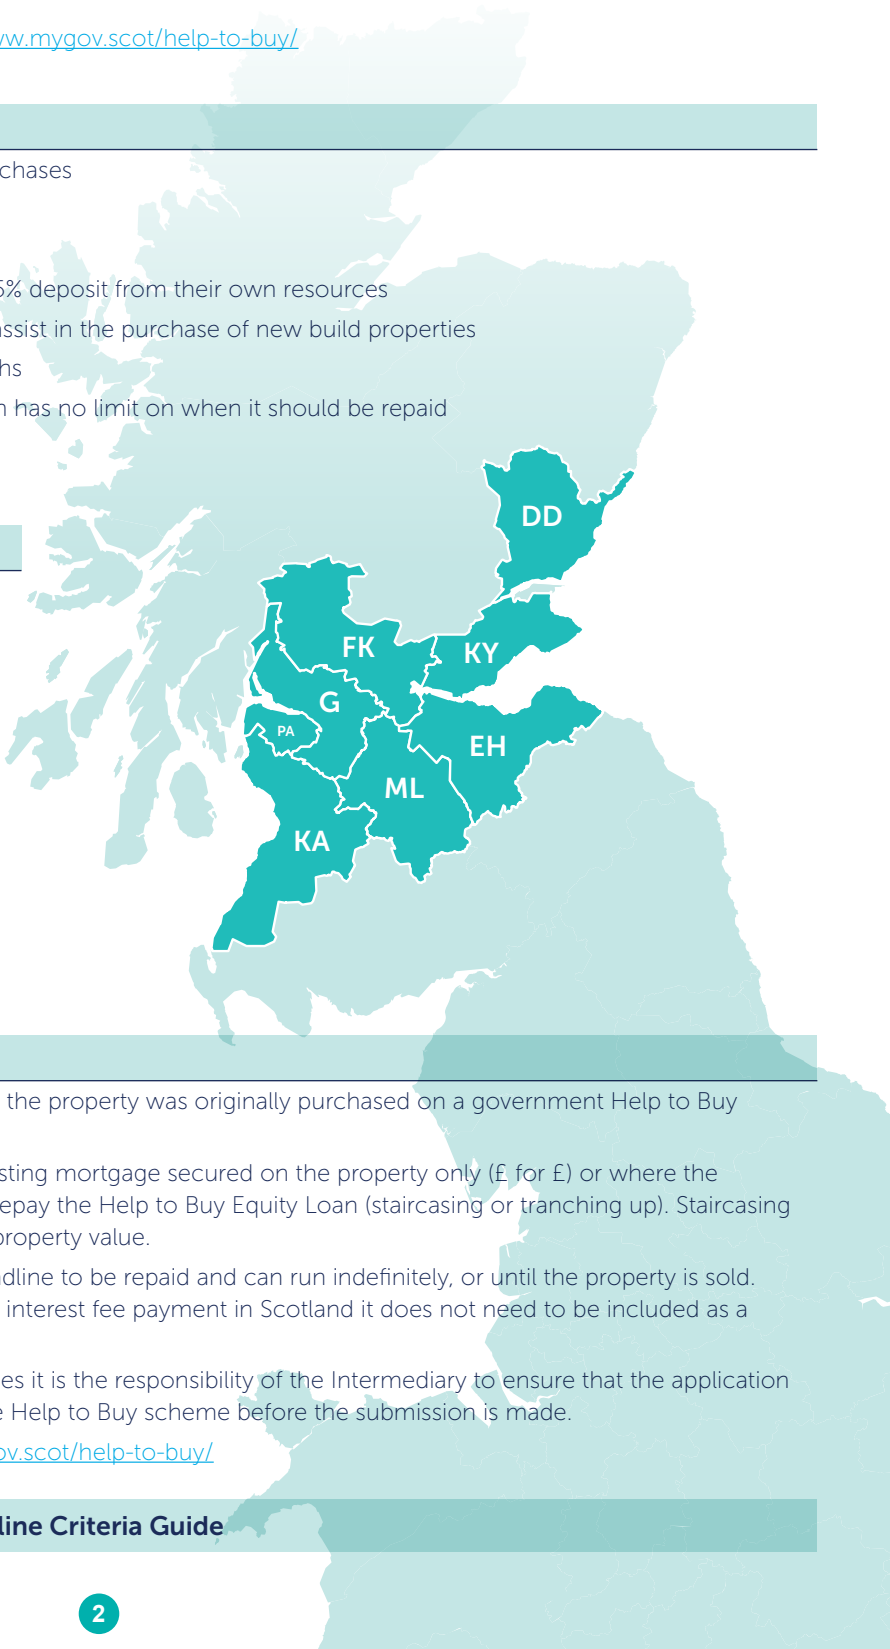 ww.mygov.scot/help-to-buy/
rchases
5% deposit from their own resources
assist in the purchase of new build properties
ths
n has no limit on when it should be repaid
DD
FK
KY
G
PA
EH
ML
KA
the property was originally purchased on a government Help to Buy
sting mortgage secured on the property only (£ for £) or where the
epay the Help to Buy Equity Loan (staircasing or tranching up). Staircasing
property value.
adline to be repaid and can run indefinitely, or until the property is sold.
interest fee payment in Scotland it does not need to be included as a
es it is the responsibility of the Intermediary to ensure that the application
e Help to Buy scheme before the submission is made.
ov.scot/help-to-buy/
line Criteria Guide
2